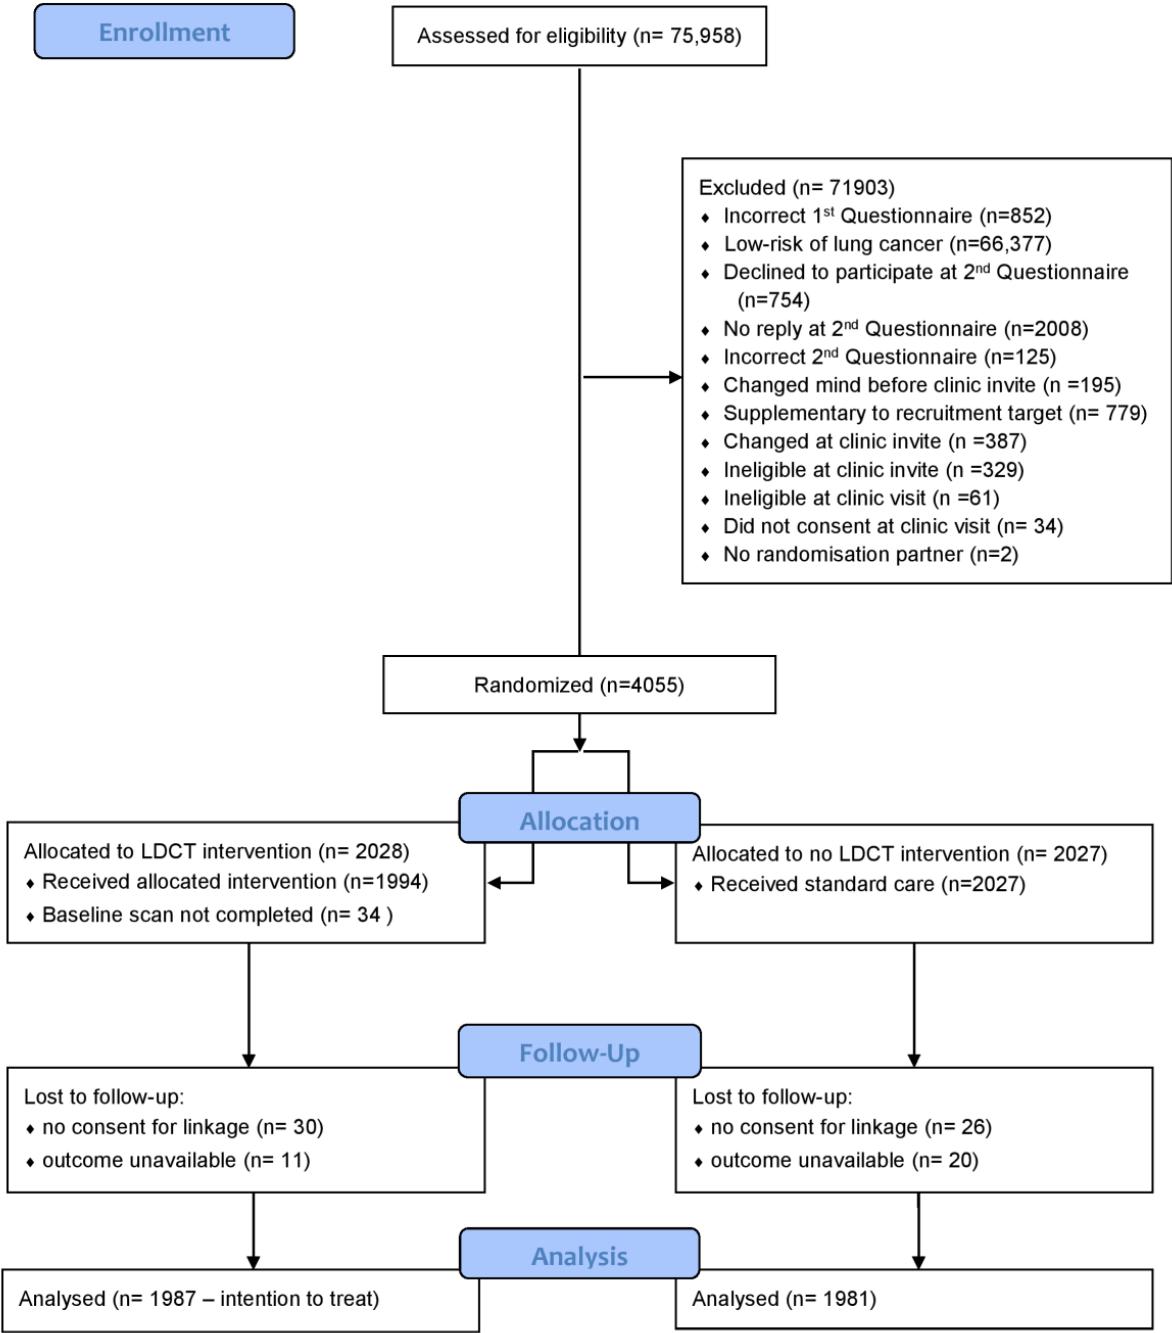 Enrollment
Assessed for eligibility (n= 75,958)
Excluded (n= 71903)
♦ Incorrect 1st Questionnaire (n=852)
♦ Low-risk of lung cancer (n=66,377)
♦ Declined to participate at 2nd Questionnaire
(n=754)
♦ No reply at 2nd Questionnaire (n=2008)
♦ Incorrect 2nd Questionnaire (n=125)
♦ Changed mind before clinic invite (n =195)
♦ Supplementary to recruitment target (n= 779)
♦ Changed at clinic invite (n =387)
♦ Ineligible at clinic invite (n =329)
♦ Ineligible at clinic visit (n =61)
♦ Did not consent at clinic visit (n= 34)
♦ No randomisation partner (n=2)
Randomized (n=4055)
Allocation
Allocated to LDCT intervention (n= 2028)
♦ Received allocated intervention (n=1994)
♦ Baseline scan not completed (n= 34 )
Allocated to no LDCT intervention (n= 2027)
♦ Received standard care (n=2027)
Follow-Up
Lost to follow-up:
♦ no consent for linkage (n= 30)
♦ outcome unavailable (n= 11)
Lost to follow-up:
♦ no consent for linkage (n= 26)
♦ outcome unavailable (n= 20)
Analysis
Analysed (n= 1987 – intention to treat)
Analysed (n= 1981)